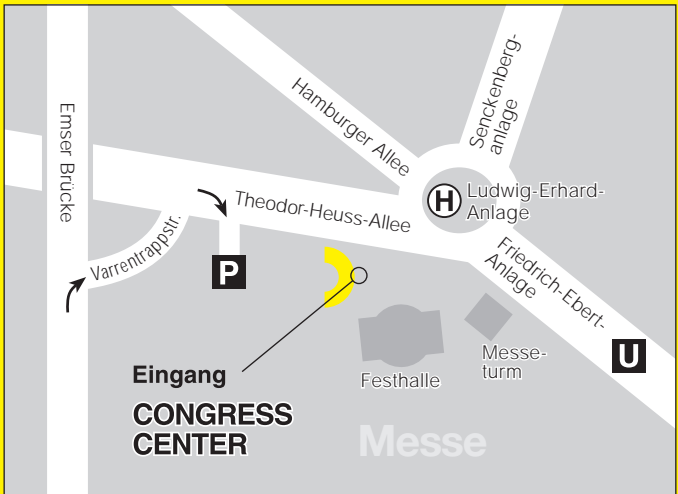 Emser Brücke
Hamburger Allee
Senckenberg-
anlage
H
Ludwig-Erhard-
Anlage
Theodor-Heuss-Allee
Varrentrappstr.
P
Friedrich-Ebert-
Anlage
U
Messe-
turm
Festhalle
Eingang
CONGRESS
CENTER
Messe